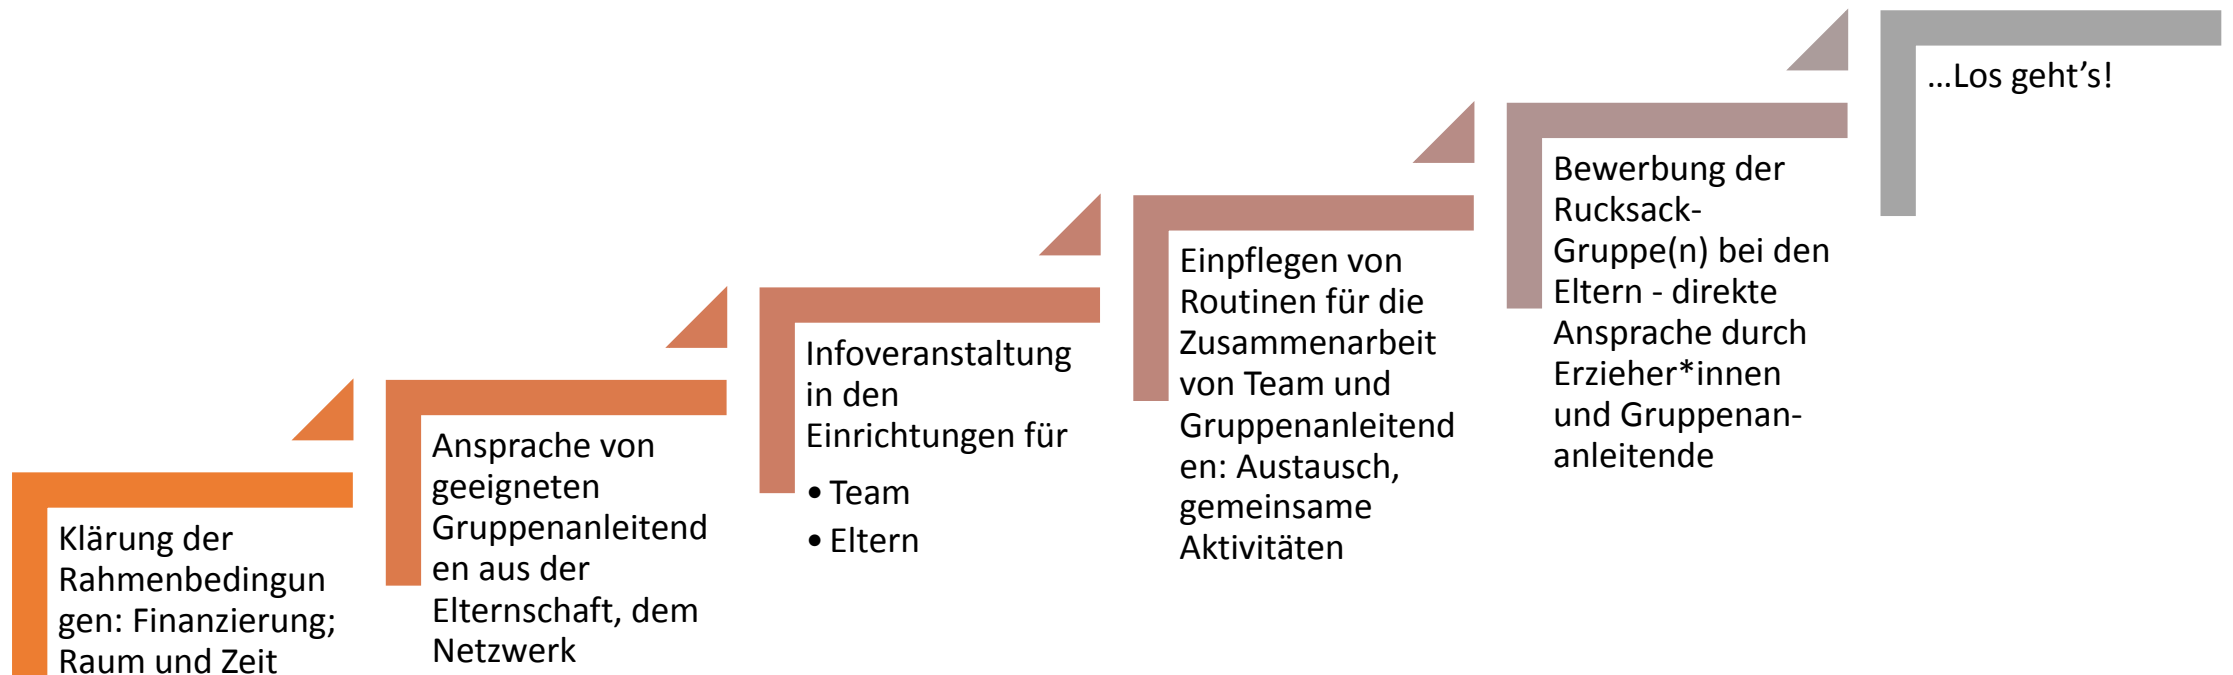 Klärung der
Rahmenbedingun
gen: Finanzierung;
Raum und Zeit
Ansprache von
geeigneten
Gruppenanleitend
en aus der
Elternschaft, dem
Netzwerk
Infoveranstaltung
in den
Einrichtungen für
• Team
• Eltern
Einpflegen von
Routinen für die
Zusammenarbeit
von Team und
Gruppenanleitend
en: Austausch,
gemeinsame
Aktivitäten
Bewerbung der
Rucksack-
Gruppe(n) bei den
Eltern - direkte
Ansprache durch
Erzieher*innen
und Gruppenan-
anleitende
…Los geht’s!